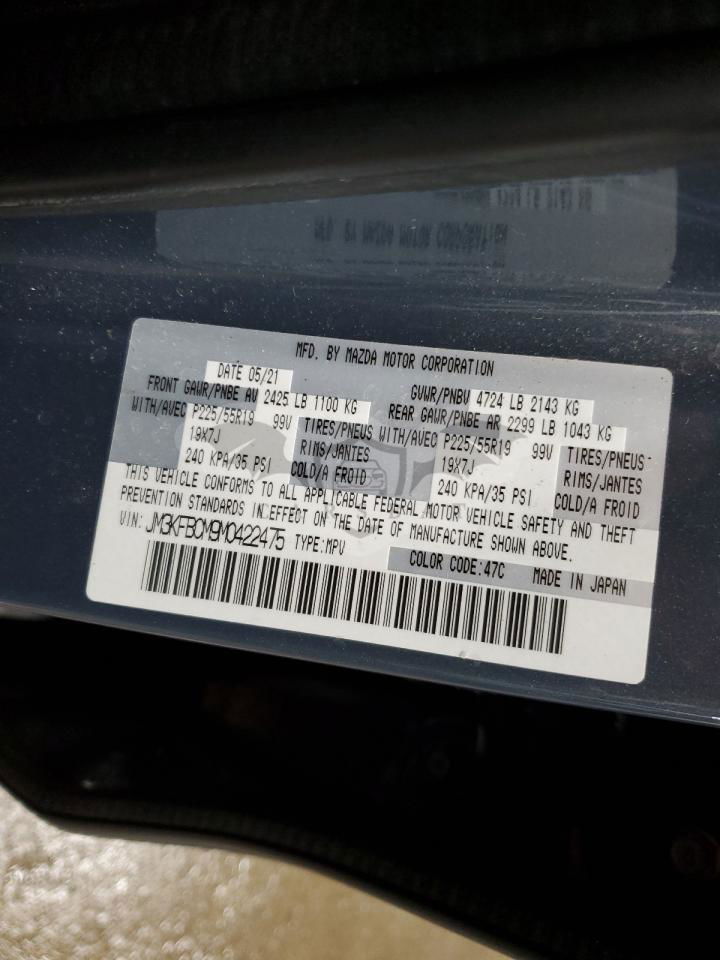 MFD. BY MAZDA MOTOR CORPORATION
DATE 05/21
GVWR/PNBV 4724 LB 2143 KG
FRONT GAWR/PNBE AV 2425 LB 1100 KG
REAR GAWR/PNBE AR 2299 LB 1043 KG
WITH/AVEC P225/55R19 99V TIRES/PNEUS WITH/AVEC P225/55R19 99V TIRES/PNEUS
19X7J RIMS/JANTES 19X7J RIMS/JANTES
240 KPA/35 PSI COLD/A FROID 240 KPA/35 PSI COLD/A FROID
THIS VEHICLE CONFORMS TO ALL APPLICABLE FEDERAL MOTOR VEHICLE SAFETY AND THEFT
PREVENTION STANDARDS IN EFFECT ON THE DATE OF MANUFACTURE SHOWN ABOVE.
VIN: JM3KFBCM9M0422475 TYPE:MPV
COLOR CODE:47C MADE IN JAPAN